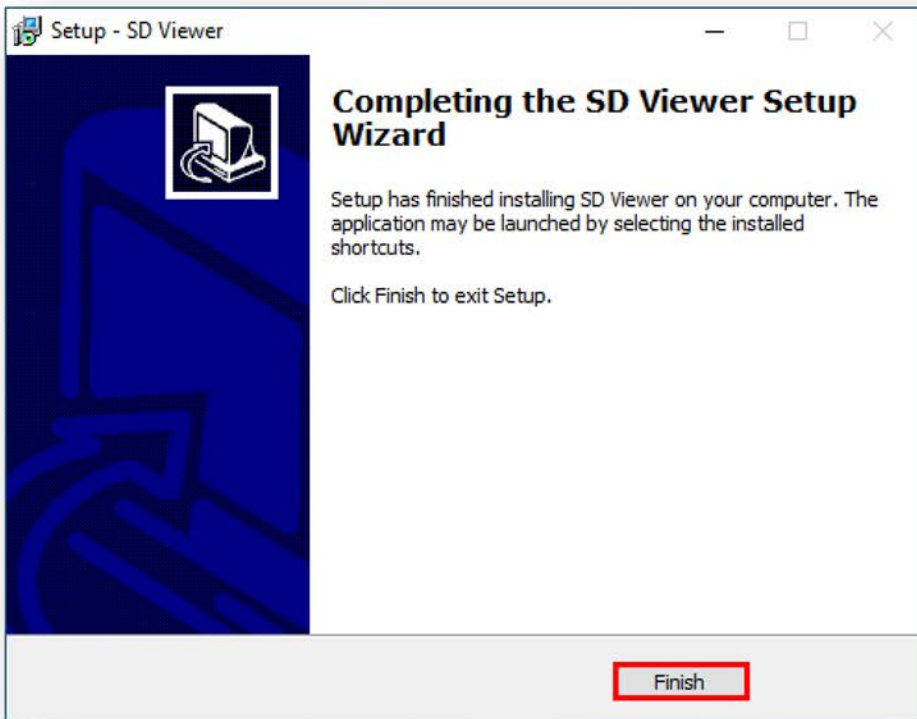 Setup - SD Viewer
Completing the SD Viewer Setup
Wizard
Setup has finished installing SD Viewer on your computer. The
application may be launched by selecting the installed
shortcuts.
Click Finish to exit Setup.
Finish